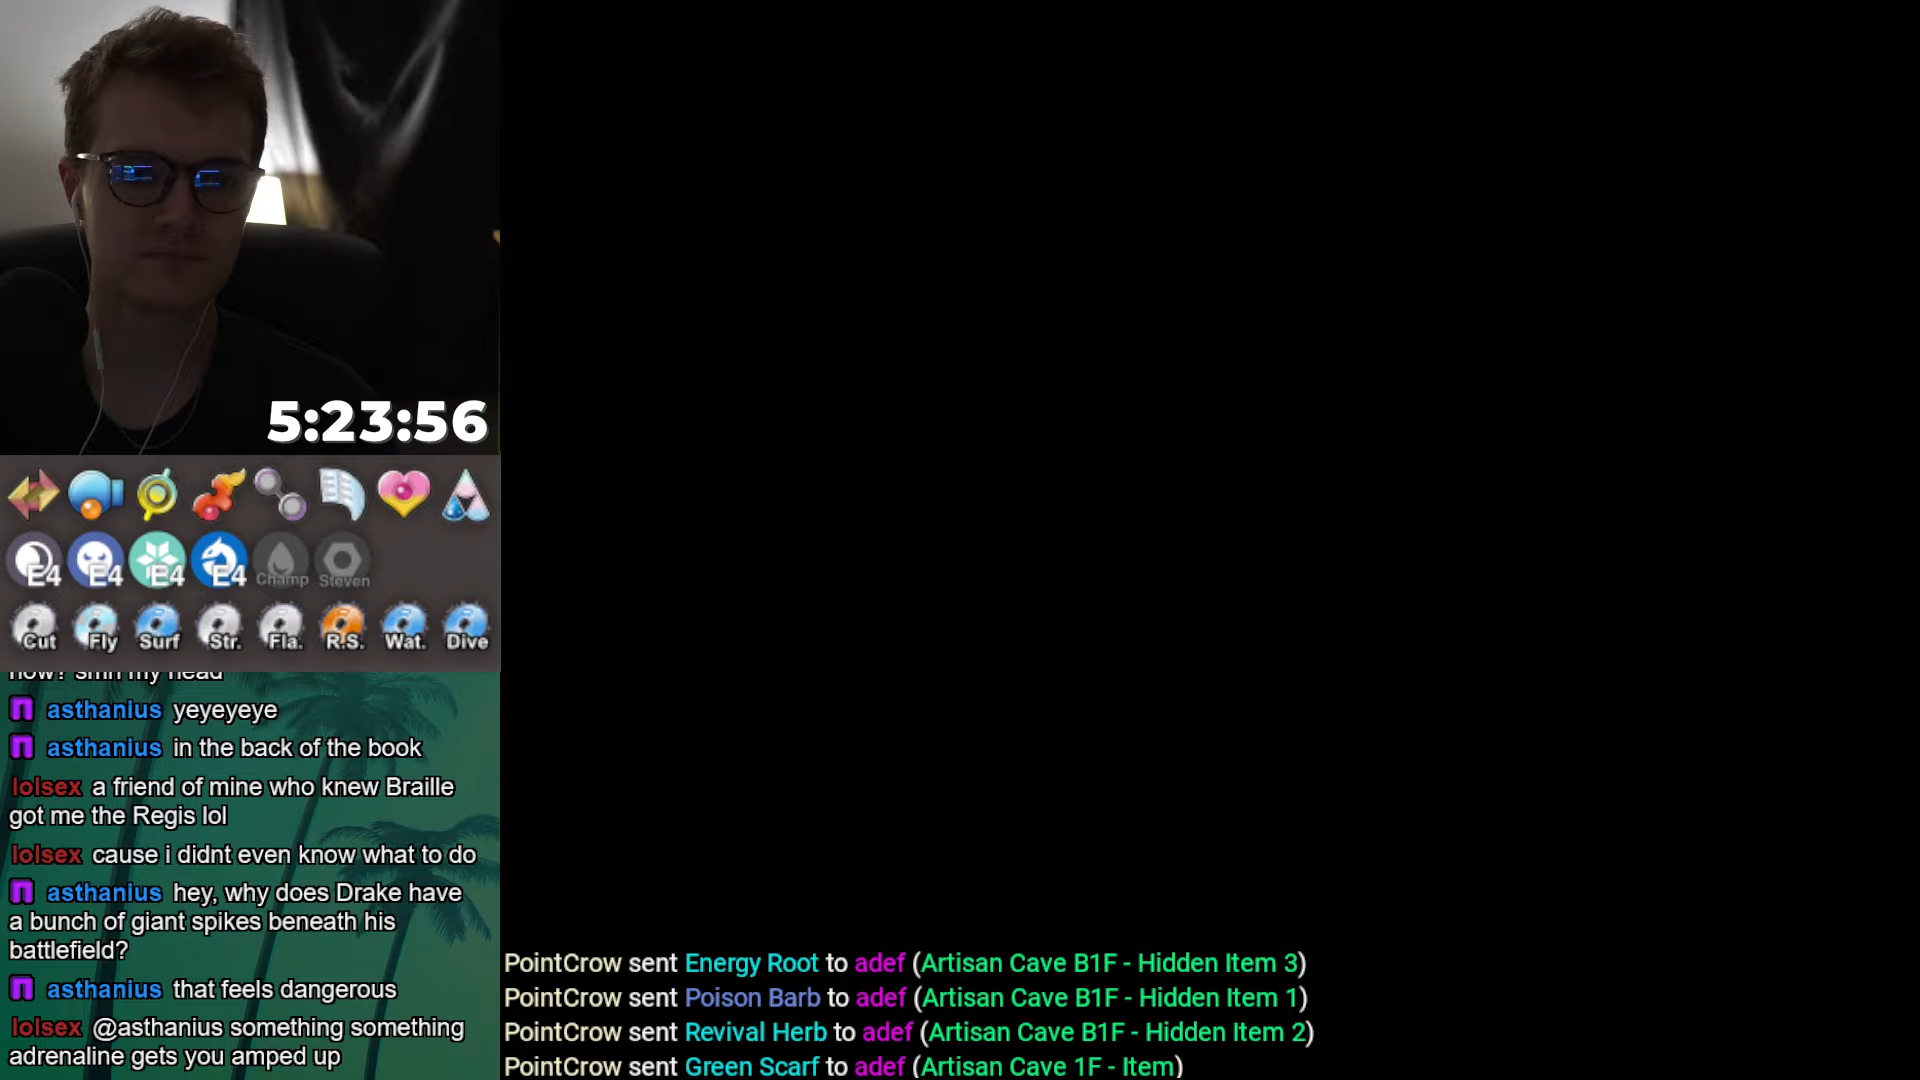 5:23:56
E4 E4 E4 E4 Champ Steven
Cut Fly Surf Str. Fla. R.S. Wat. Dive
now? smh my head
asthanius yeyeyeye
asthanius in the back of the book
lolsex a friend of mine who knew Braille
got me the Regis lol
lolsex cause i didnt even know what to do
asthanius hey, why does Drake have
a bunch of giant spikes beneath his
battlefield?
asthanius that feels dangerous
lolsex @asthanius something something
adrenaline gets you amped up
PointCrow sent Energy Root to adef (Artisan Cave B1F - Hidden Item 3)
PointCrow sent Poison Barb to adef (Artisan Cave B1F - Hidden Item 1)
PointCrow sent Revival Herb to adef (Artisan Cave B1F - Hidden Item 2)
PointCrow sent Green Scarf to adef (Artisan Cave 1F - Item)